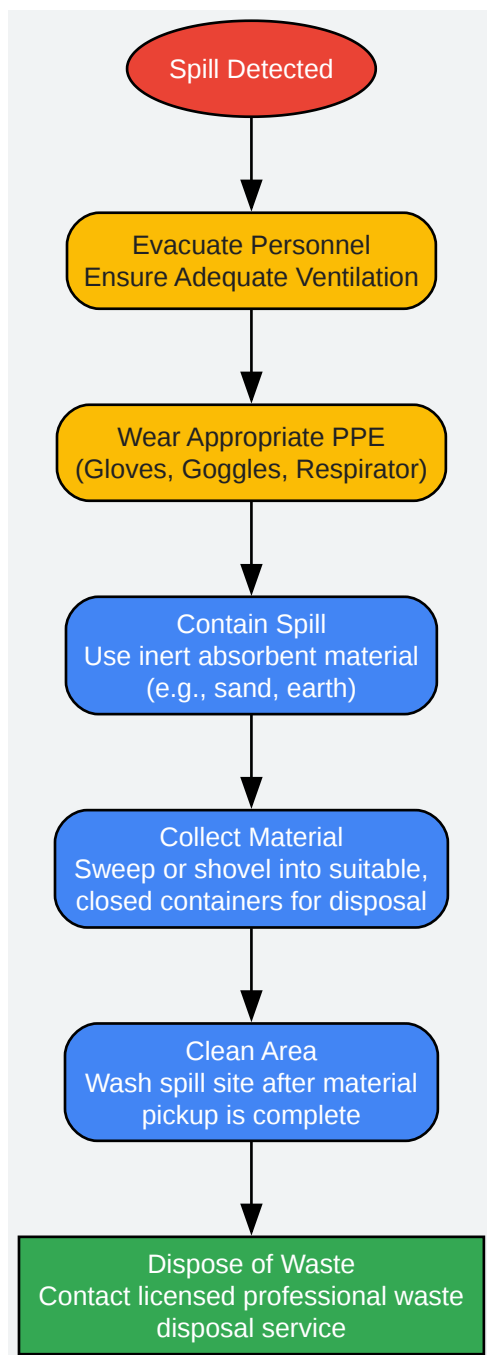 Spill Detected
Evacuate Personnel
Ensure Adequate Ventilation
Wear Appropriate PPE
(Gloves, Goggles, Respirator)
Contain Spill
Use inert absorbent material
(e.g., sand, earth)
Collect Material
Sweep or shovel into suitable,
closed containers for disposal
Clean Area
Wash spill site after material
pickup is complete
Dispose of Waste
Contact licensed professional waste
disposal service